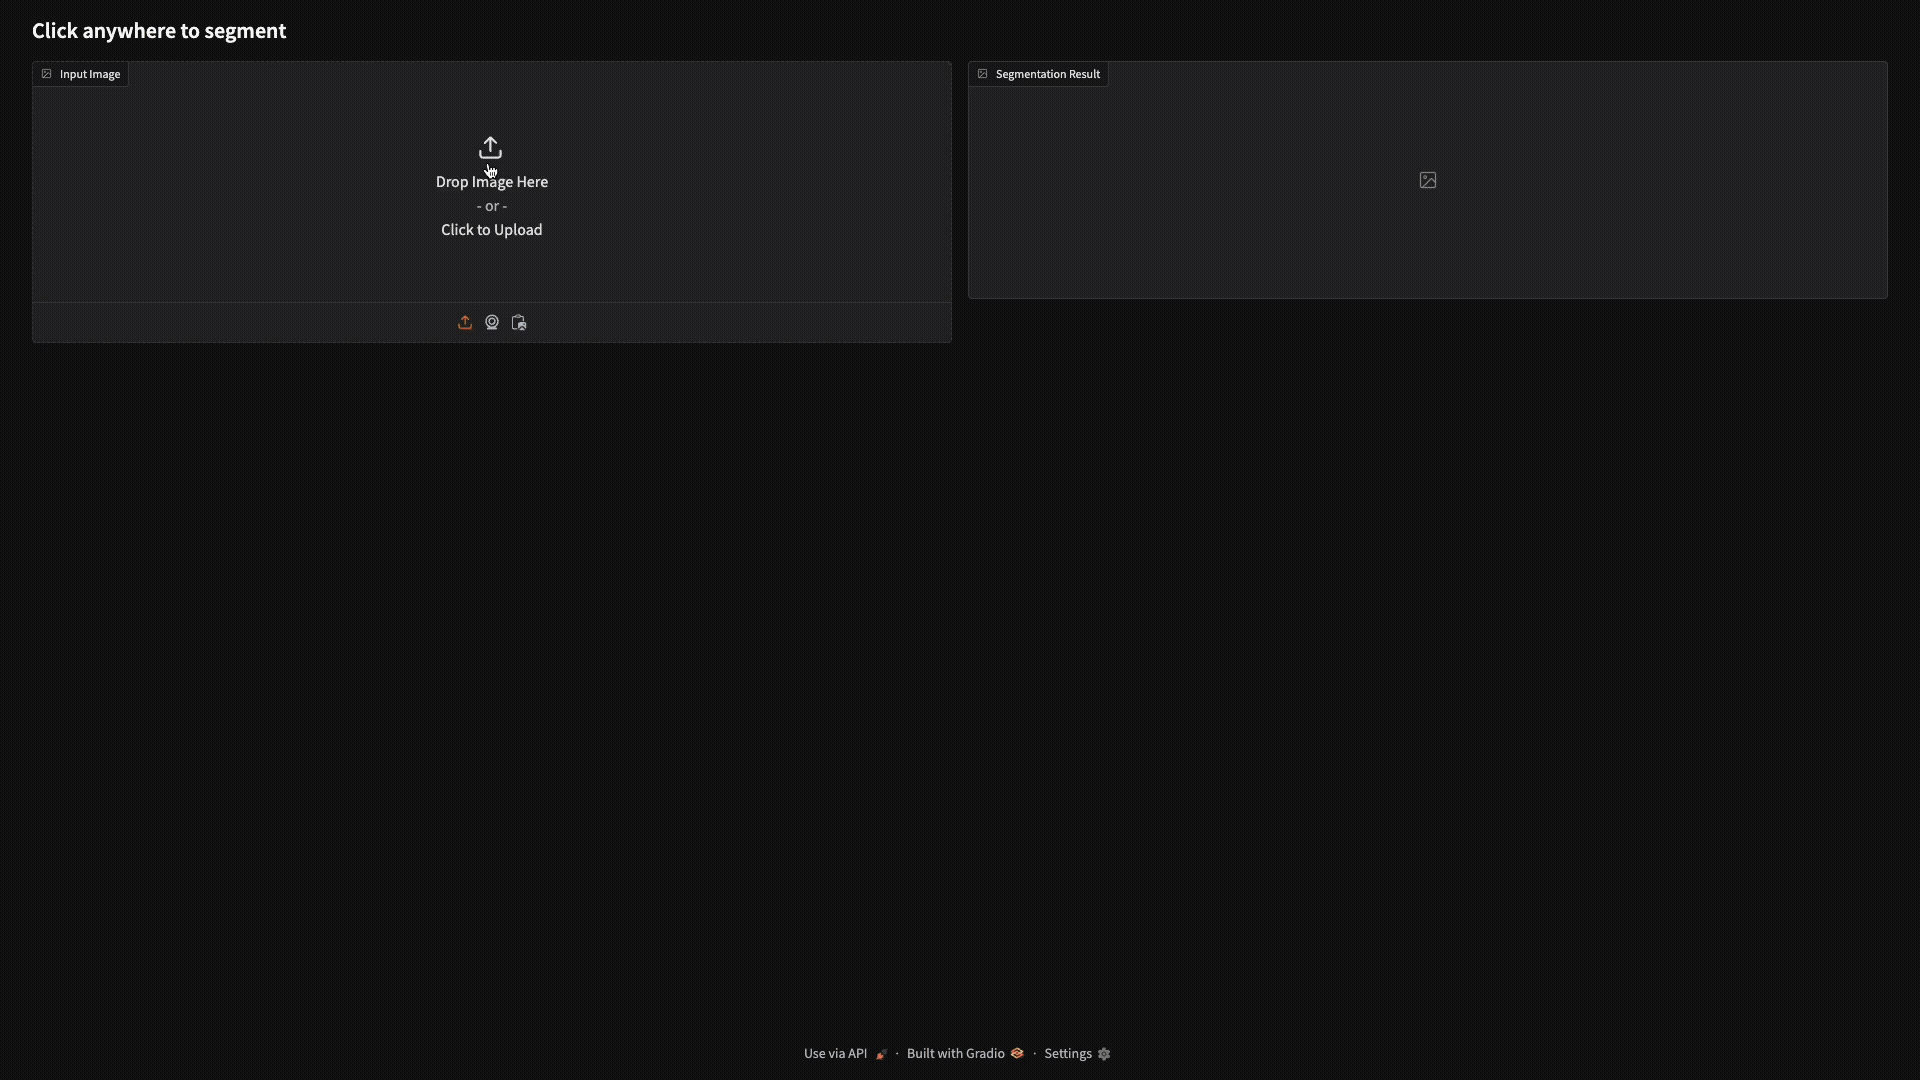 Click anywhere to segment
Input Image
Drop Image Here
- or -
Click to Upload
Segmentation Result
Use via API · Built with Gradio · Settings